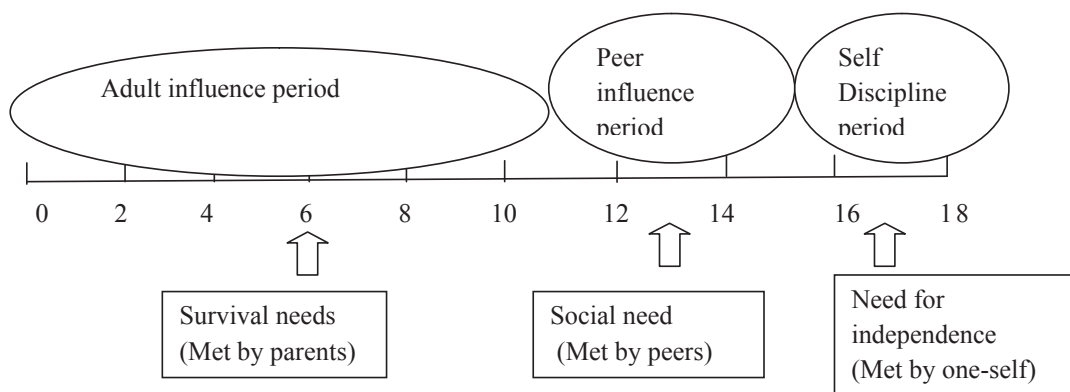 Adult influence period
Peer
influence
period
Self
Discipline
period
0 2 4 6 8 10 12 14 16 18
Survival needs
(Met by parents)
Social need
(Met by peers)
Need for
independence
(Met by one-self)